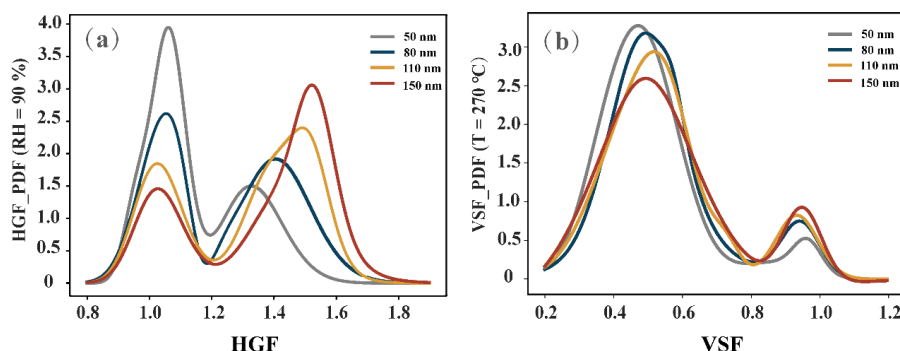 (a)
50 nm
80 nm
110 nm
150 nm
HGF_PDF (RH = 90 %)
4.0
3.5
3.0
2.5
2.0
1.5
1.0
0.5
0
0.8 1.0 1.2 1.4 1.6 1.8
HGF
(b)
50 nm
80 nm
110 nm
150 nm
VSF_PDF (T = 270 °C)
3.0
2.5
2.0
1.5
1.0
0.5
0
0.2 0.4 0.6 0.8 1.0 1.2
VSF